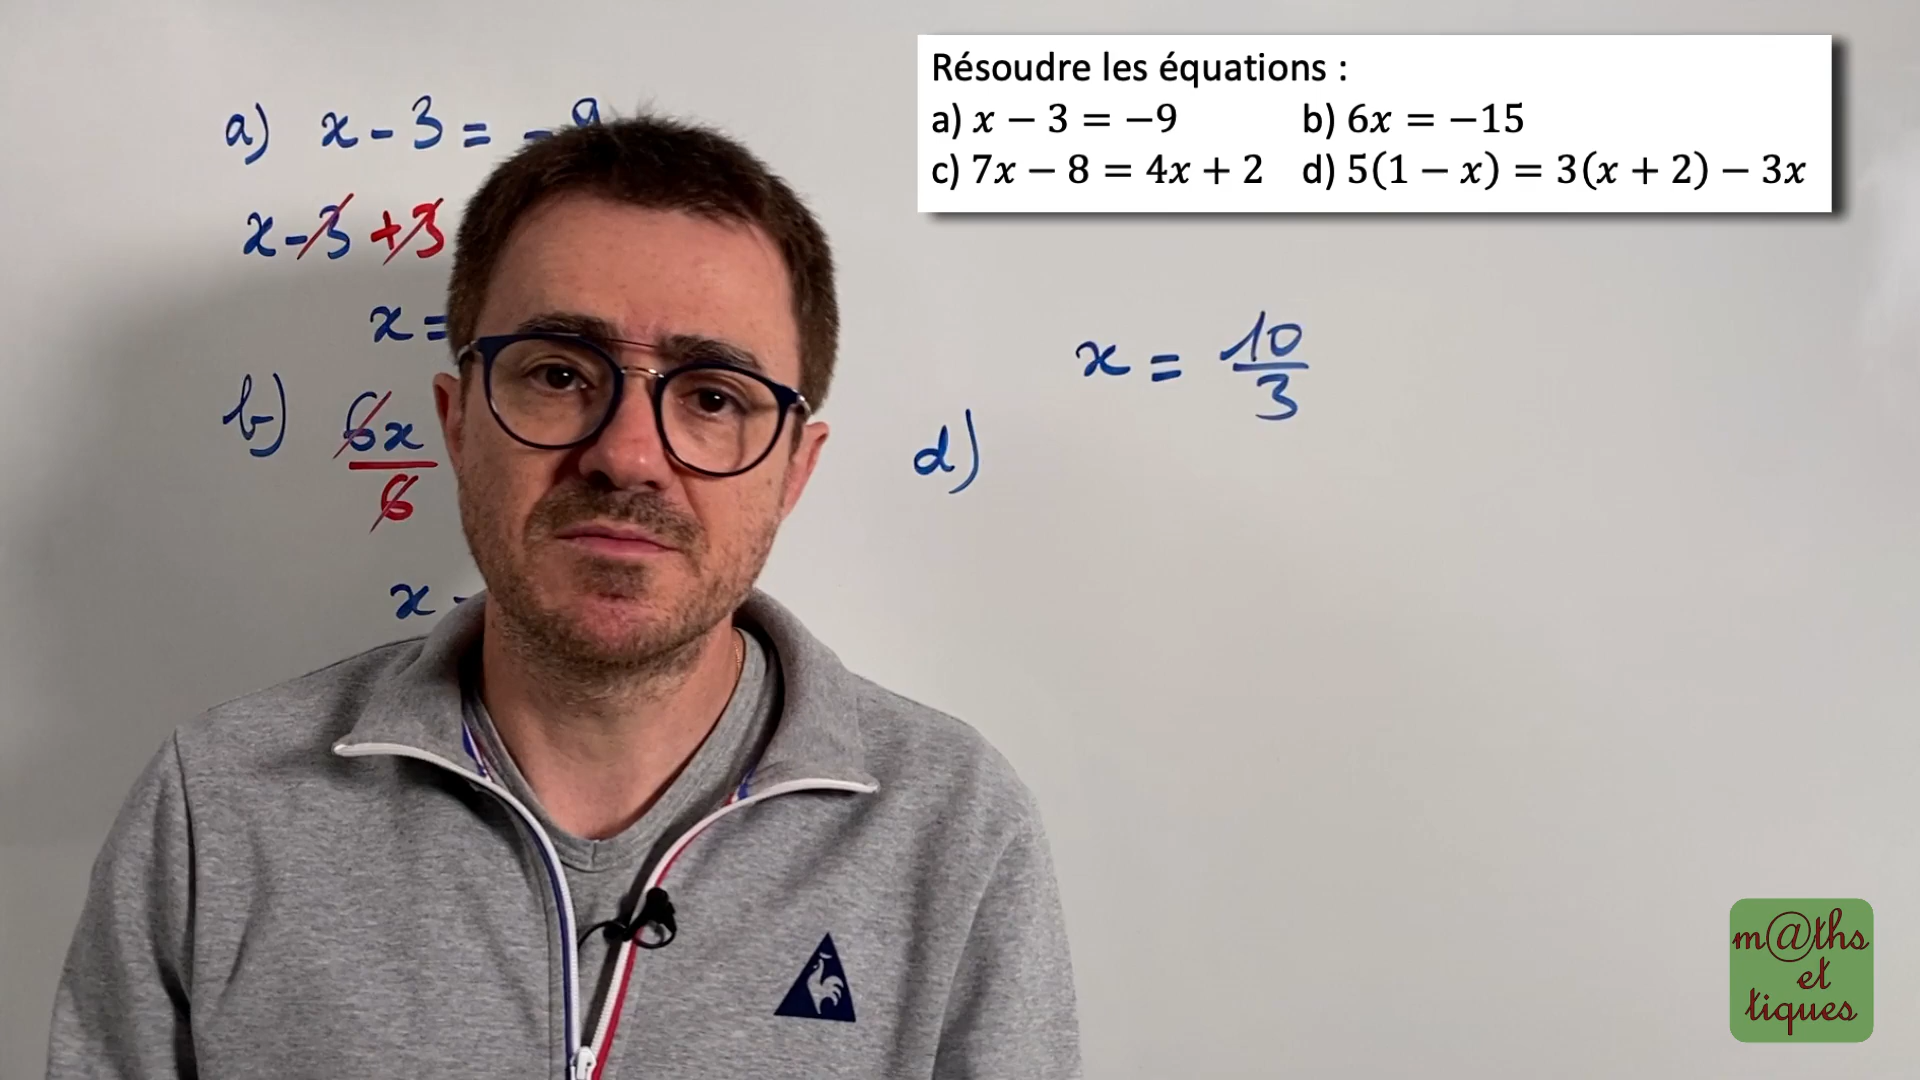 Résoudre les équations :
a) x − 3 = −9 b) 6x = −15
c) 7x − 8 = 4x + 2 d) 5(1 − x) = 3(x + 2) − 3x
a) x - 3 = - 9
x - 3 + 3
x =
b) 6x
6
x -
x = 10/3
d)
m@ths
et
tiques